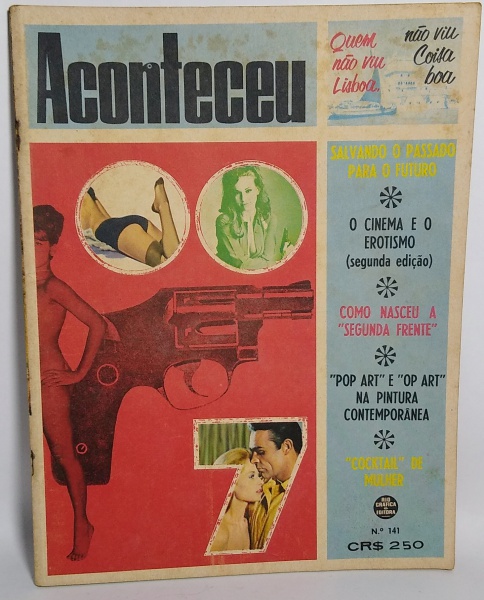 Aconteceu
Quem
não viu
Lisboa,
não viu
Coisa
boa
SALVANDO O PASSADO
PARA O FUTURO
O CINEMA E O
EROTISMO
(segunda edição)
COMO NASCEU A
"SEGUNDA FRENTE"
"POP ART" E "OP ART"
NA PINTURA
CONTEMPORÂNEA
"COCKTAIL" DE
MULHER
RIO
GRÁFICA
EDITORA
N.º 141
CR$ 250
7